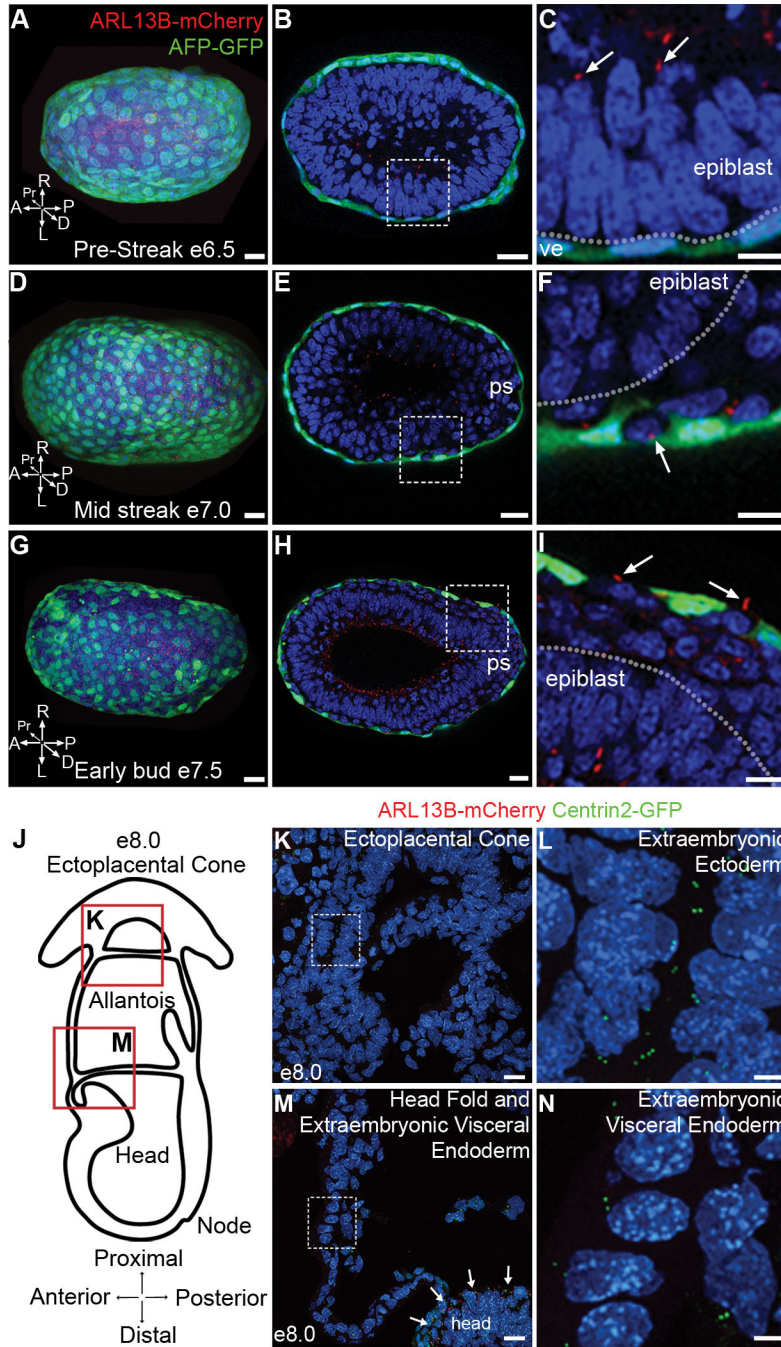 A
ARL13B-mCherry
AFP-GFP
R
Pr
A
P
D
L
Pre-Streak e6.5
B
C
epiblast
ve
D
R
Pr
A
P
D
L
Mid streak e7.0
E
ps
F
epiblast
G
R
Pr
A
P
D
L
Early bud e7.5
H
ps
I
epiblast
ARL13B-mCherry Centrin2-GFP
J
e8.0
Ectoplacental Cone
K
Allantois
M
Head
Node
Proximal
Anterior
Posterior
Distal
K
Ectoplacental Cone
e8.0
L
Extraembryonic
Ectoderm
M
Head Fold and
Extraembryonic Visceral
Endoderm
head
e8.0
N
Extraembryonic
Visceral Endoderm